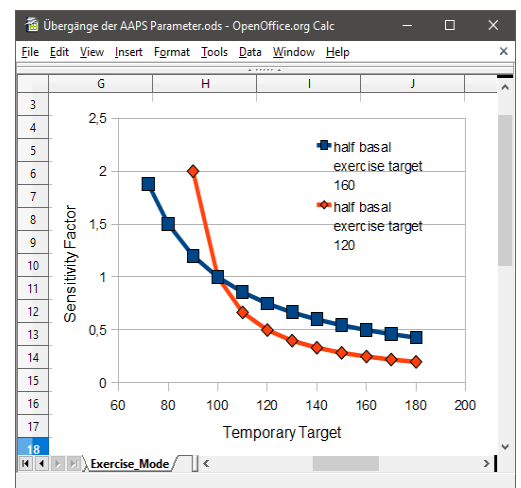 Übergänge der AAPS Parameter.ods - OpenOffice.org Calc
File Edit View Insert Format Tools Data Window Help
G H I J
3
4
5
6
7
8
9
10
11
12
13
14
15
16
17
18
2,5
2
1,5
1
0,5
0
Sensitivity Factor
half basal
exercise target
160
half basal
exercise target
120
60 80 100 120 140 160 180 200
Temporary Target
Exercise_Mode